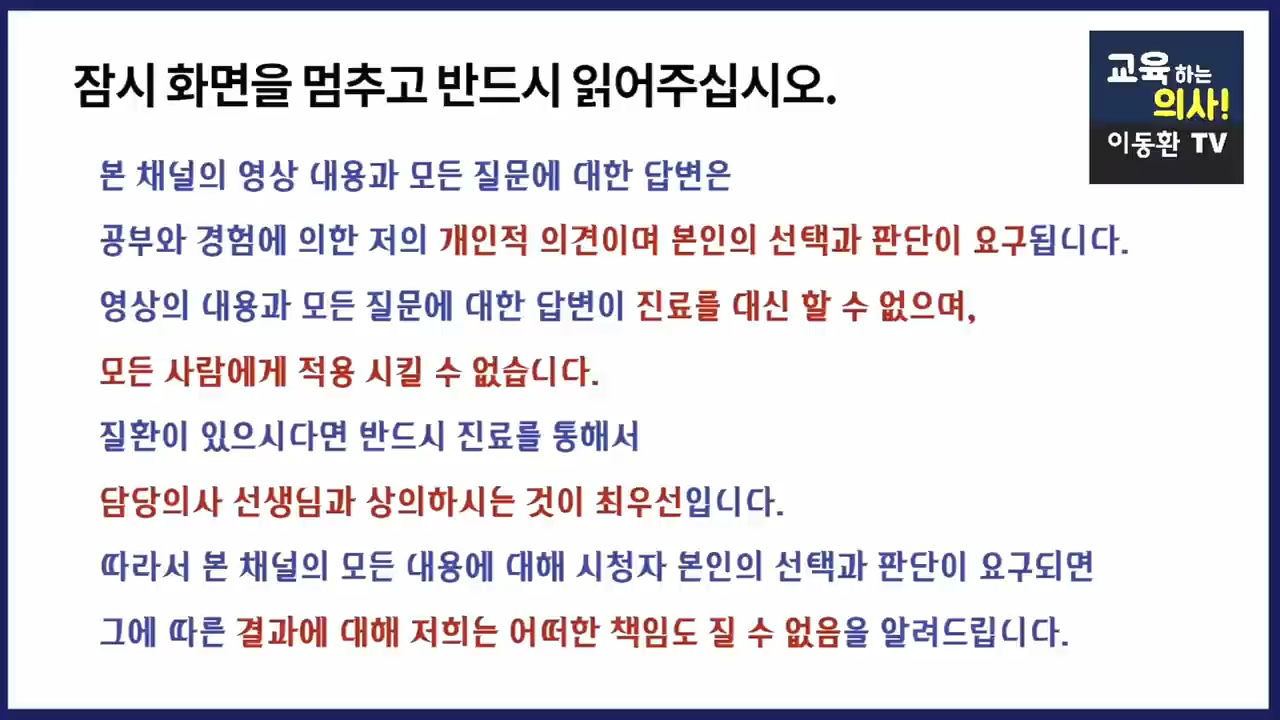 잠시 화면을 멈추고 반드시 읽어주십시오.
교육하는
의사!
이동환 TV
본 채널의 영상 내용과 모든 질문에 대한 답변은
공부와 경험에 의한 저의 개인적 의견이며 본인의 선택과 판단이 요구됩니다.
영상의 내용과 모든 질문에 대한 답변이 진료를 대신 할 수 없으며,
모든 사람에게 적용 시킬 수 없습니다.
질환이 있으시다면 반드시 진료를 통해서
담당의사 선생님과 상의하시는 것이 최우선입니다.
따라서 본 채널의 모든 내용에 대해 시청자 본인의 선택과 판단이 요구되면
그에 따른 결과에 대해 저희는 어떠한 책임도 질 수 없음을 알려드립니다.